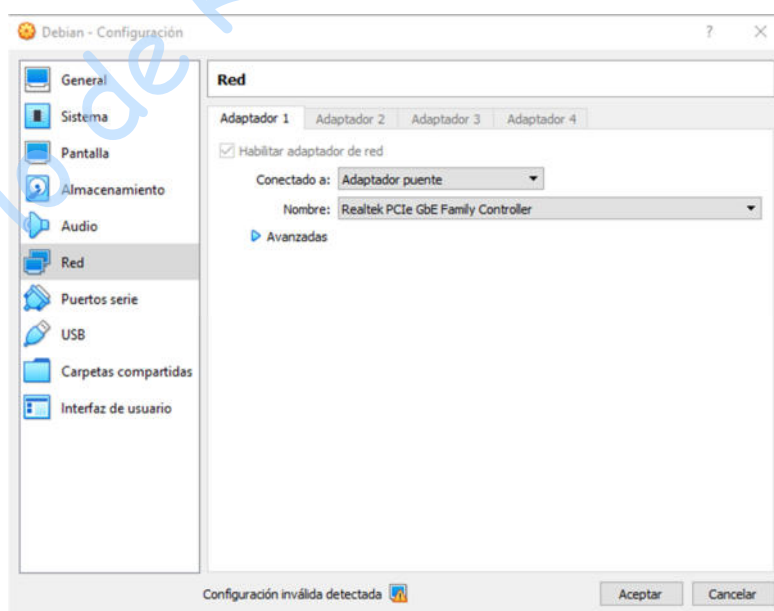 Debian - Configuración
?
General
Sistema
Pantalla
Almacenamiento
Audio
Red
Puertos serie
USB
Carpetas compartidas
Interfaz de usuario
Red
Adaptador 1 Adaptador 2 Adaptador 3 Adaptador 4
Habilitar adaptador de red
Conectado a: Adaptador puente
Nombre: Realtek PCIe GbE Family Controller
Avanzadas
Configuración inválida detectada
Aceptar Cancelar